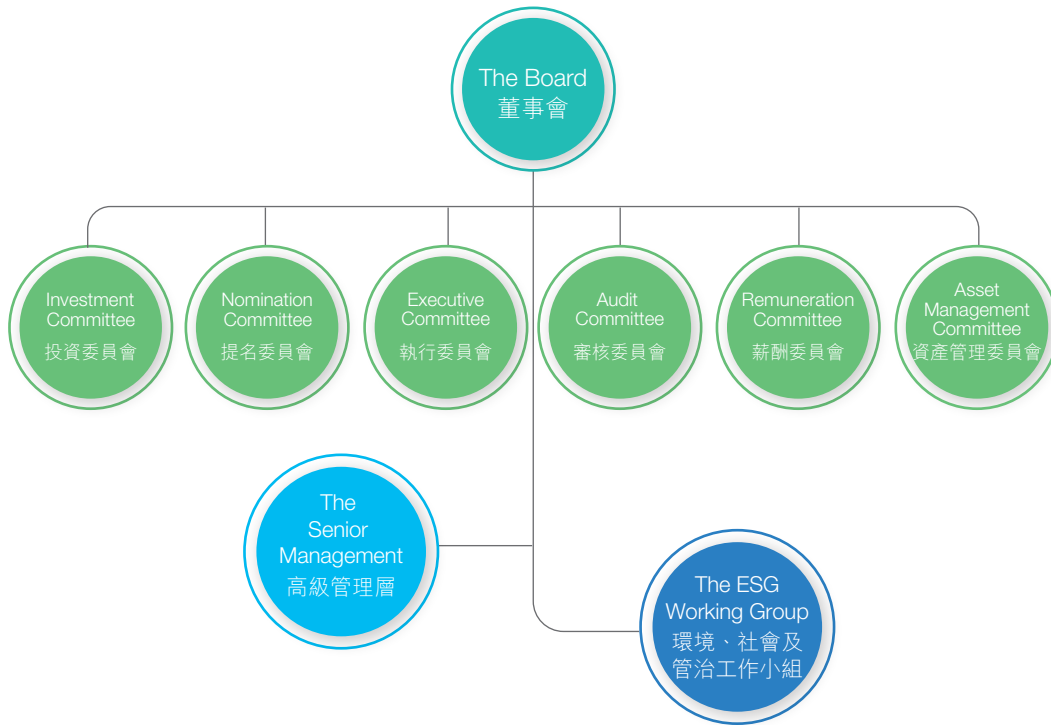 The Board
董事會
Investment
Committee
投資委員會
Nomination
Committee
提名委員會
Executive
Committee
執行委員會
Audit
Committee
審核委員會
Remuneration
Committee
薪酬委員會
Asset
Management
Committee
資產管理委員會
The
Senior
Management
高級管理層
The ESG
Working Group
環境、社會及
管治工作小組